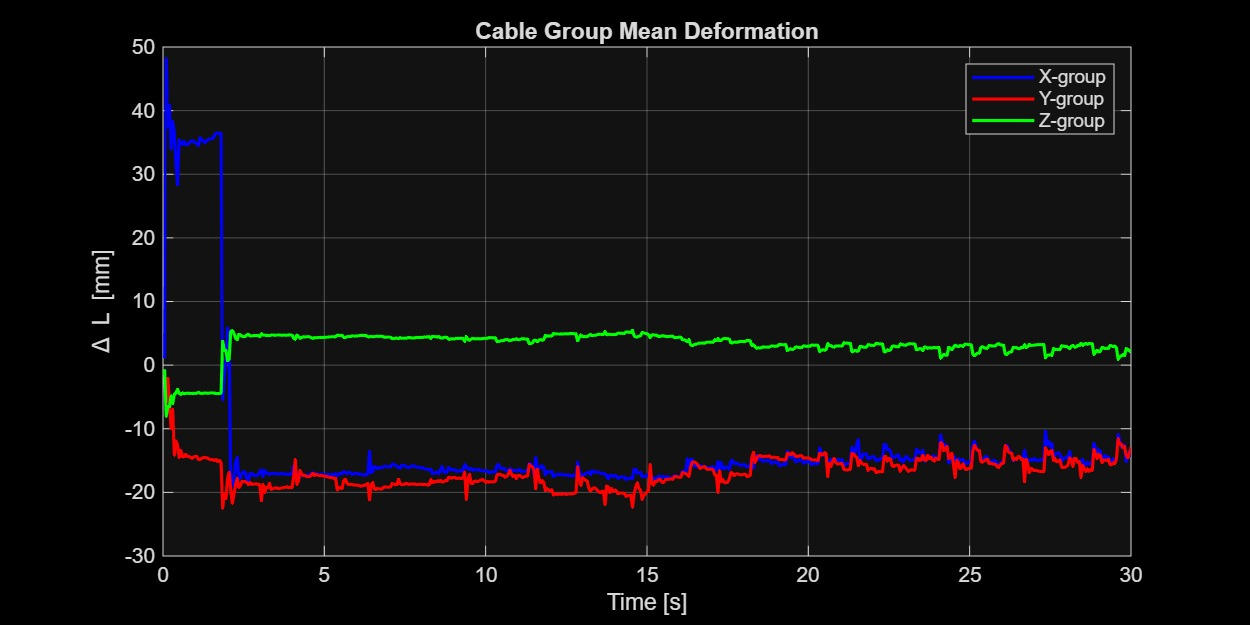 Cable Group Mean Deformation
X-group
Y-group
Z-group
50
40
30
20
10
0
-10
-20
-30
Δ L [mm]
0 5 10 15 20 25 30
Time [s]